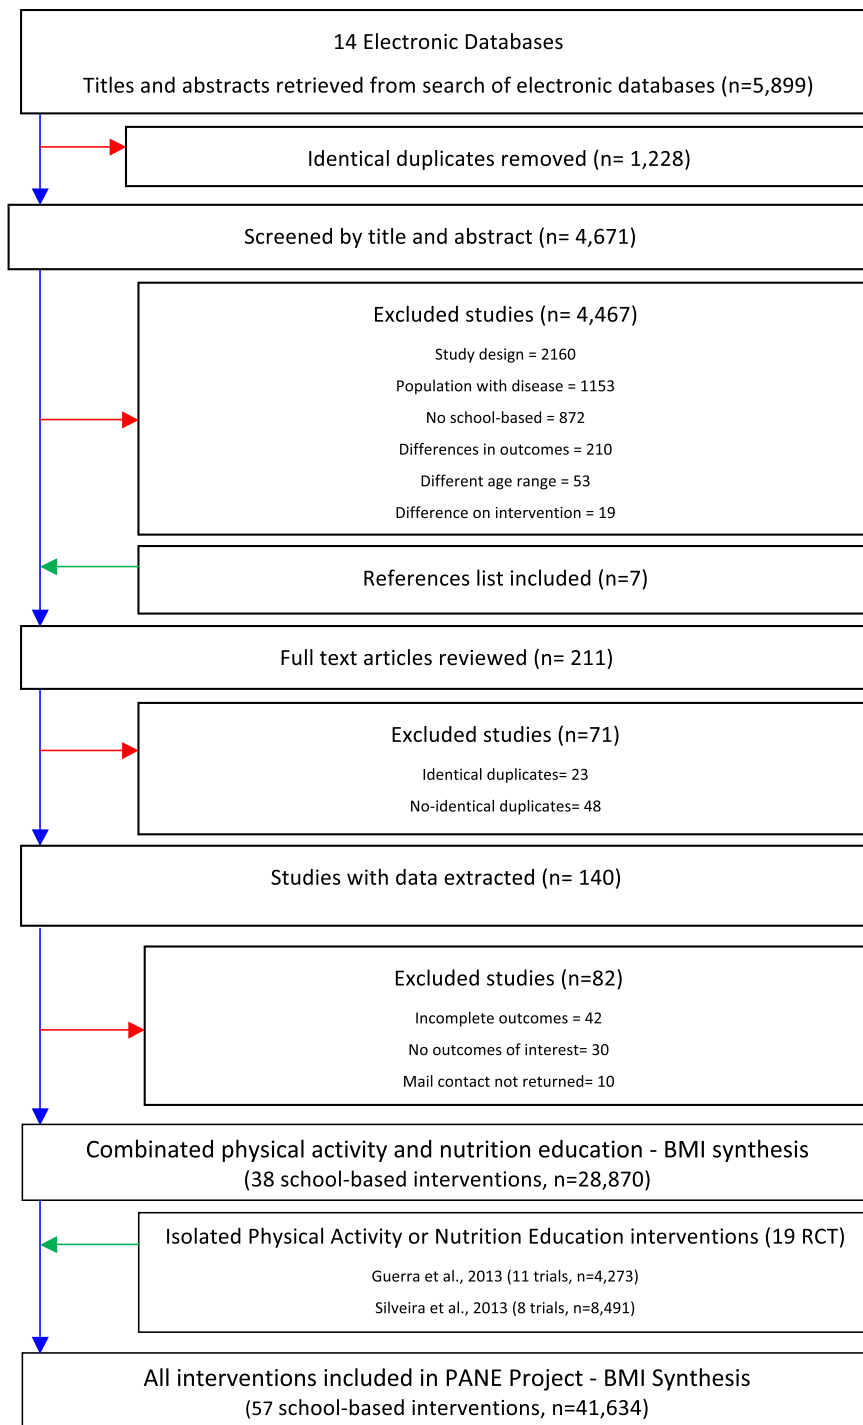 14 Electronic Databases
Titles and abstracts retrieved from search of electronic databases (n=5,899)
Identical duplicates removed (n= 1,228)
Screened by title and abstract (n= 4,671)
Excluded studies (n= 4,467)
Study design = 2160
Population with disease = 1153
No school-based = 872
Differences in outcomes = 210
Different age range = 53
Difference on intervention = 19
References list included (n=7)
Full text articles reviewed (n= 211)
Excluded studies (n=71)
Identical duplicates= 23
No-identical duplicates= 48
Studies with data extracted (n= 140)
Excluded studies (n=82)
Incomplete outcomes = 42
No outcomes of interest= 30
Mail contact not returned= 10
Combinated physical activity and nutrition education - BMI synthesis
(38 school-based interventions, n=28,870)
Isolated Physical Activity or Nutrition Education interventions (19 RCT)
Guerra et al., 2013 (11 trials, n=4,273)
Silveira et al., 2013 (8 trials, n=8,491)
All interventions included in PANE Project - BMI Synthesis
(57 school-based interventions, n=41,634)